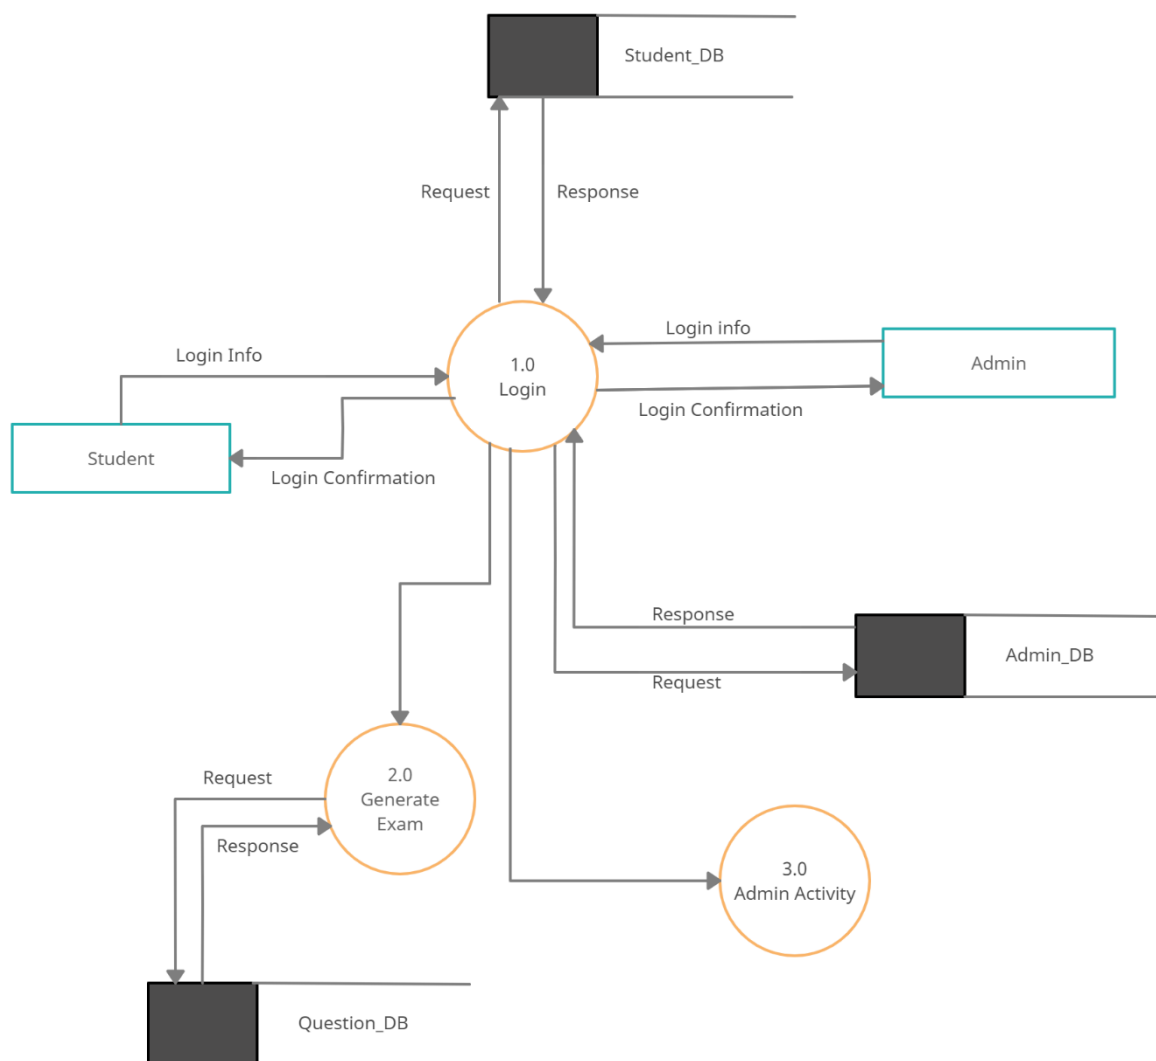 Student_DB
Request
Response
Login info
Login Info
1.0
Login
Admin
Login Confirmation
Student
Login Confirmation
Response
Admin_DB
Request
2.0
Generate
Exam
Request
Response
3.0
Admin Activity
Question_DB